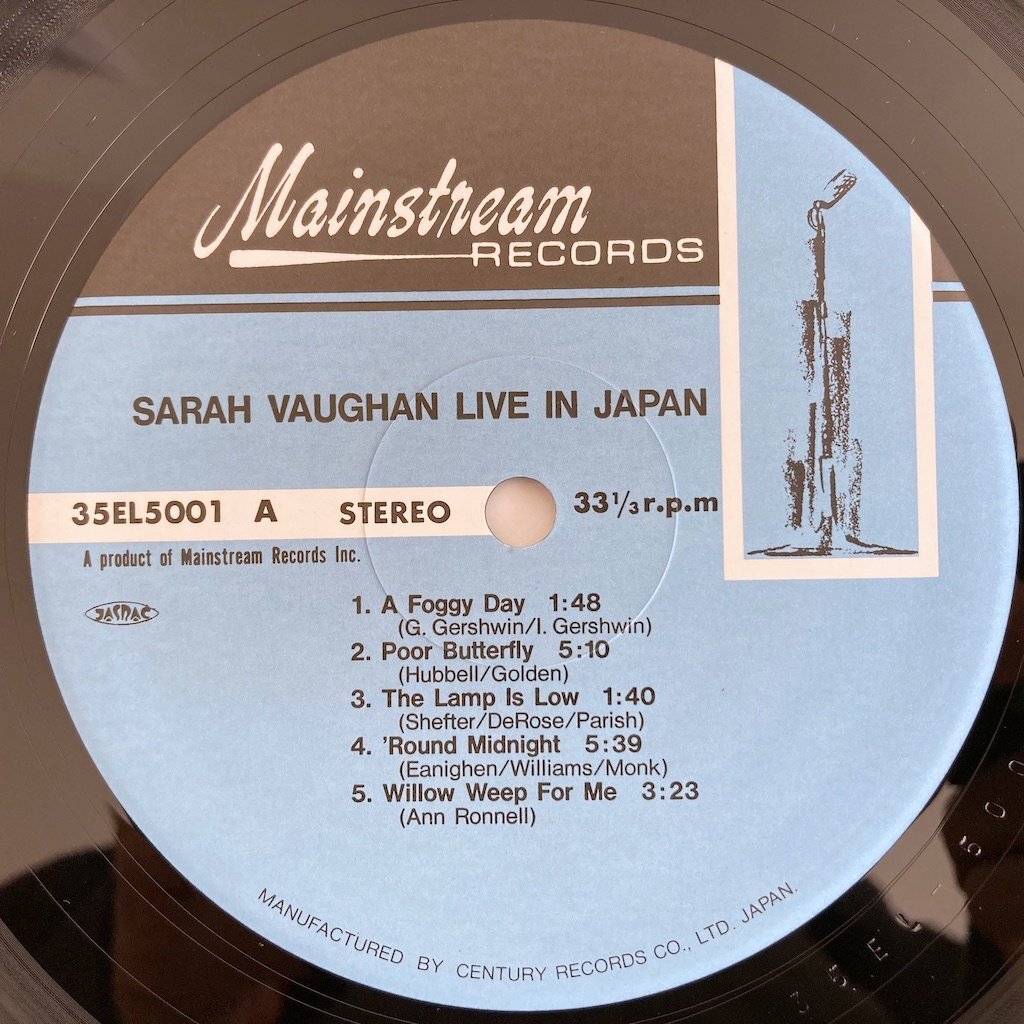 Mainstream
RECORDS
SARAH VAUGHAN LIVE IN JAPAN
35EL5001 A STEREO 33 1/3 r.p.m
A product of Mainstream Records Inc.
JASRAC
1. A Foggy Day 1:48
(G. Gershwin/I. Gershwin)
2. Poor Butterfly 5:10
(Hubbell/Golden)
3. The Lamp Is Low 1:40
(Shefter/DeRose/Parish)
4. 'Round Midnight 5:39
(Eanighen/Williams/Monk)
5. Willow Weep For Me 3:23
(Ann Ronnell)
MANUFACTURED BY CENTURY RECORDS CO., LTD. JAPAN.